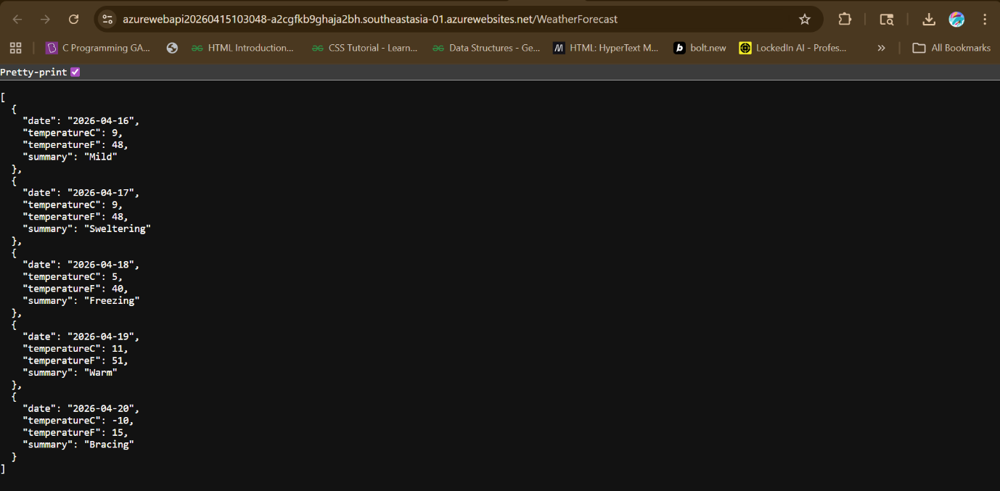 azurewebapi20260415103048-a2cgfkb9ghaja2bh.southeastasia-01.azurewebsites.net/WeatherForecast
C Programming GA... HTML Introduction... CSS Tutorial - Learn... Data Structures - Ge... HTML: HyperText M... b bolt.new LockedIn AI - Profes... » All Bookmarks
Pretty-print
[
  {
    "date": "2026-04-16",
    "temperatureC": 9,
    "temperatureF": 48,
    "summary": "Mild"
  },
  {
    "date": "2026-04-17",
    "temperatureC": 9,
    "temperatureF": 48,
    "summary": "Sweltering"
  },
  {
    "date": "2026-04-18",
    "temperatureC": 5,
    "temperatureF": 40,
    "summary": "Freezing"
  },
  {
    "date": "2026-04-19",
    "temperatureC": 11,
    "temperatureF": 51,
    "summary": "Warm"
  },
  {
    "date": "2026-04-20",
    "temperatureC": -10,
    "temperatureF": 15,
    "summary": "Bracing"
  }
]